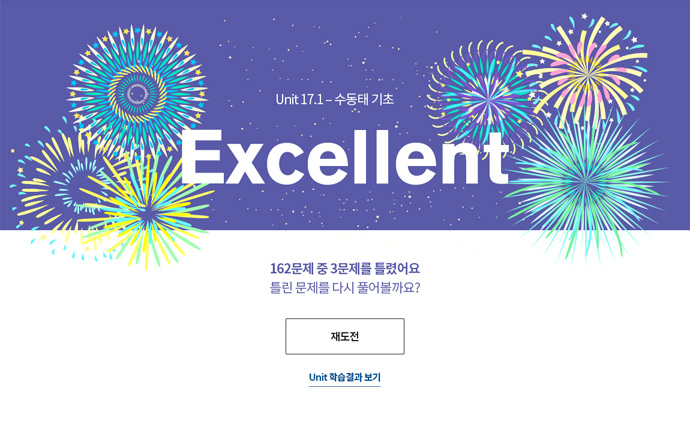 Unit 17.1 – 수동태 기초
Excellent
162문제 중 3문제를 틀렸어요
틀린 문제를 다시 풀어볼까요?
재도전
Unit 학습결과 보기